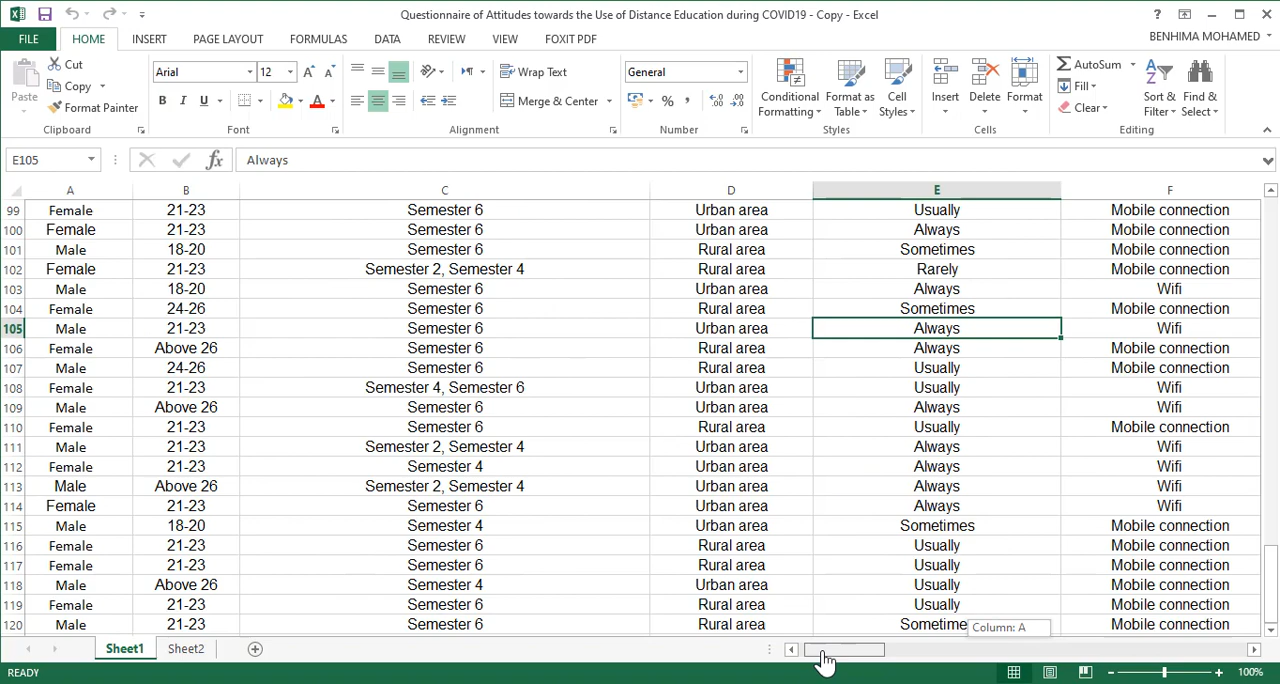 Questionnaire of Attitudes towards the Use of Distance Education during COVID19 - Copy - Excel
FILE HOME INSERT PAGE LAYOUT FORMULAS DATA REVIEW VIEW FOXIT PDF BENHIMA MOHAMED
Paste
Cut
Copy
Format Painter
Clipboard
Arial 12
B I U
Font
Wrap Text
Merge & Center
Alignment
General
%
Number
Conditional Formatting
Format as Table
Cell Styles
Styles
Insert Delete Format
Cells
AutoSum
Fill
Clear
Sort & Filter
Find & Select
Editing
E105 fx Always
A B C D E F
99 Female 21-23 Semester 6 Urban area Usually Mobile connection
100 Female 21-23 Semester 6 Urban area Always Mobile connection
101 Male 18-20 Semester 6 Rural area Sometimes Mobile connection
102 Female 21-23 Semester 2, Semester 4 Rural area Rarely Mobile connection
103 Male 18-20 Semester 6 Urban area Always Wifi
104 Female 24-26 Semester 6 Rural area Sometimes Mobile connection
105 Male 21-23 Semester 6 Urban area Always Wifi
106 Female Above 26 Semester 6 Rural area Always Mobile connection
107 Male 24-26 Semester 6 Rural area Usually Mobile connection
108 Female 21-23 Semester 4, Semester 6 Urban area Usually Wifi
109 Male Above 26 Semester 6 Urban area Always Wifi
110 Female 21-23 Semester 6 Rural area Usually Mobile connection
111 Male 21-23 Semester 2, Semester 4 Urban area Always Wifi
112 Female 21-23 Semester 4 Urban area Always Wifi
113 Male Above 26 Semester 2, Semester 4 Urban area Always Wifi
114 Female 21-23 Semester 6 Urban area Always Wifi
115 Male 18-20 Semester 4 Urban area Sometimes Mobile connection
116 Female 21-23 Semester 6 Rural area Usually Mobile connection
117 Female 21-23 Semester 6 Rural area Usually Mobile connection
118 Male Above 26 Semester 4 Urban area Usually Mobile connection
119 Female 21-23 Semester 6 Rural area Usually Mobile connection
120 Male 21-23 Semester 6 Rural area Sometime Mobile connection
Column: A
Sheet1 Sheet2
READY 100%